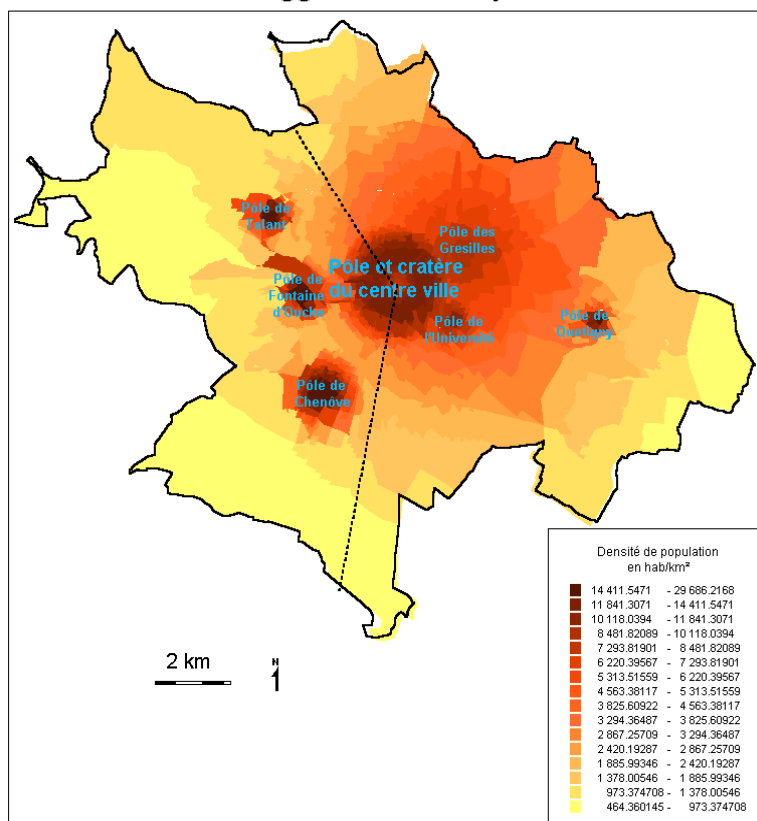 Pôle de
Talant
Pôle des
Gresilles
Pôle et cratère
du centre ville
Pôle de
Fontaine
d'Ouche
Pôle de
l'Université
Pôle de
Quetigny
Pôle de
Chenôve
2 km
N
Densité de population
en hab/km²
14 411.5471 - 29 686.2168
11 841.3071 - 14 411.5471
10 118.0394 - 11 841.3071
8 481.82089 - 10 118.0394
7 293.81901 - 8 481.82089
6 220.39567 - 7 293.81901
5 313.51559 - 6 220.39567
4 563.38117 - 5 313.51559
3 825.60922 - 4 563.38117
3 294.36487 - 3 825.60922
2 867.25709 - 3 294.36487
2 420.19287 - 2 867.25709
1 885.99346 - 2 420.19287
1 378.00546 - 1 885.99346
973.374708 - 1 378.00546
464.360145 - 973.374708